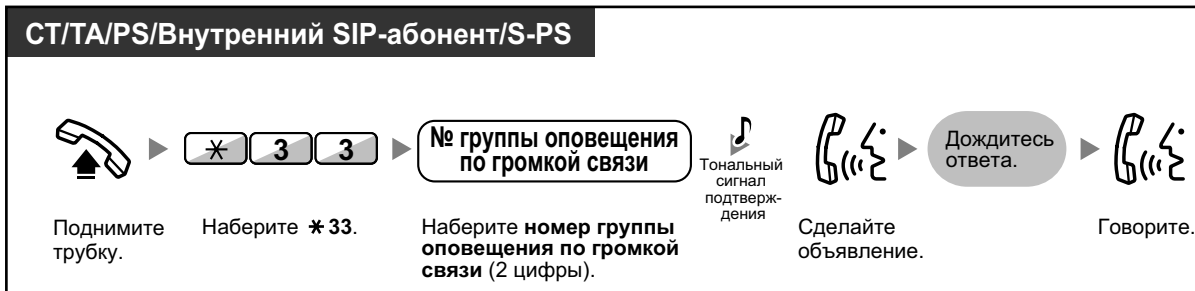 СТ/ТА/PS/Внутренний SIP-абонент/S-PS
* 3 3
№ группы оповещения
по громкой связи
Тональный
сигнал
подтверж-
дения
Дождитесь
ответа.
Поднимите
трубку.
Наберите *33.
Наберите номер группы
оповещения по громкой
связи (2 цифры).
Сделайте
объявление.
Говорите.